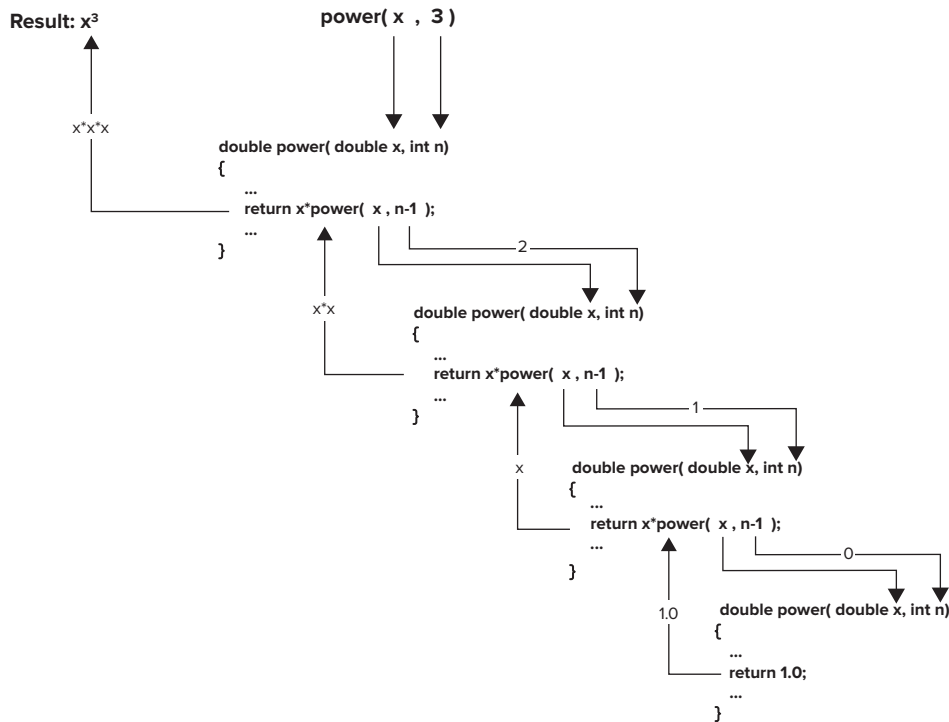 Result: x³
power( x , 3 )
x*x*x
double power( double x, int n)
{
...
return x*power( x , n-1 );
...
}
2
x*x
double power( double x, int n)
{
...
return x*power( x , n-1 );
...
}
1
x
double power( double x, int n)
{
...
return x*power( x , n-1 );
...
}
0
1.0
double power( double x, int n)
{
...
return 1.0;
...
}